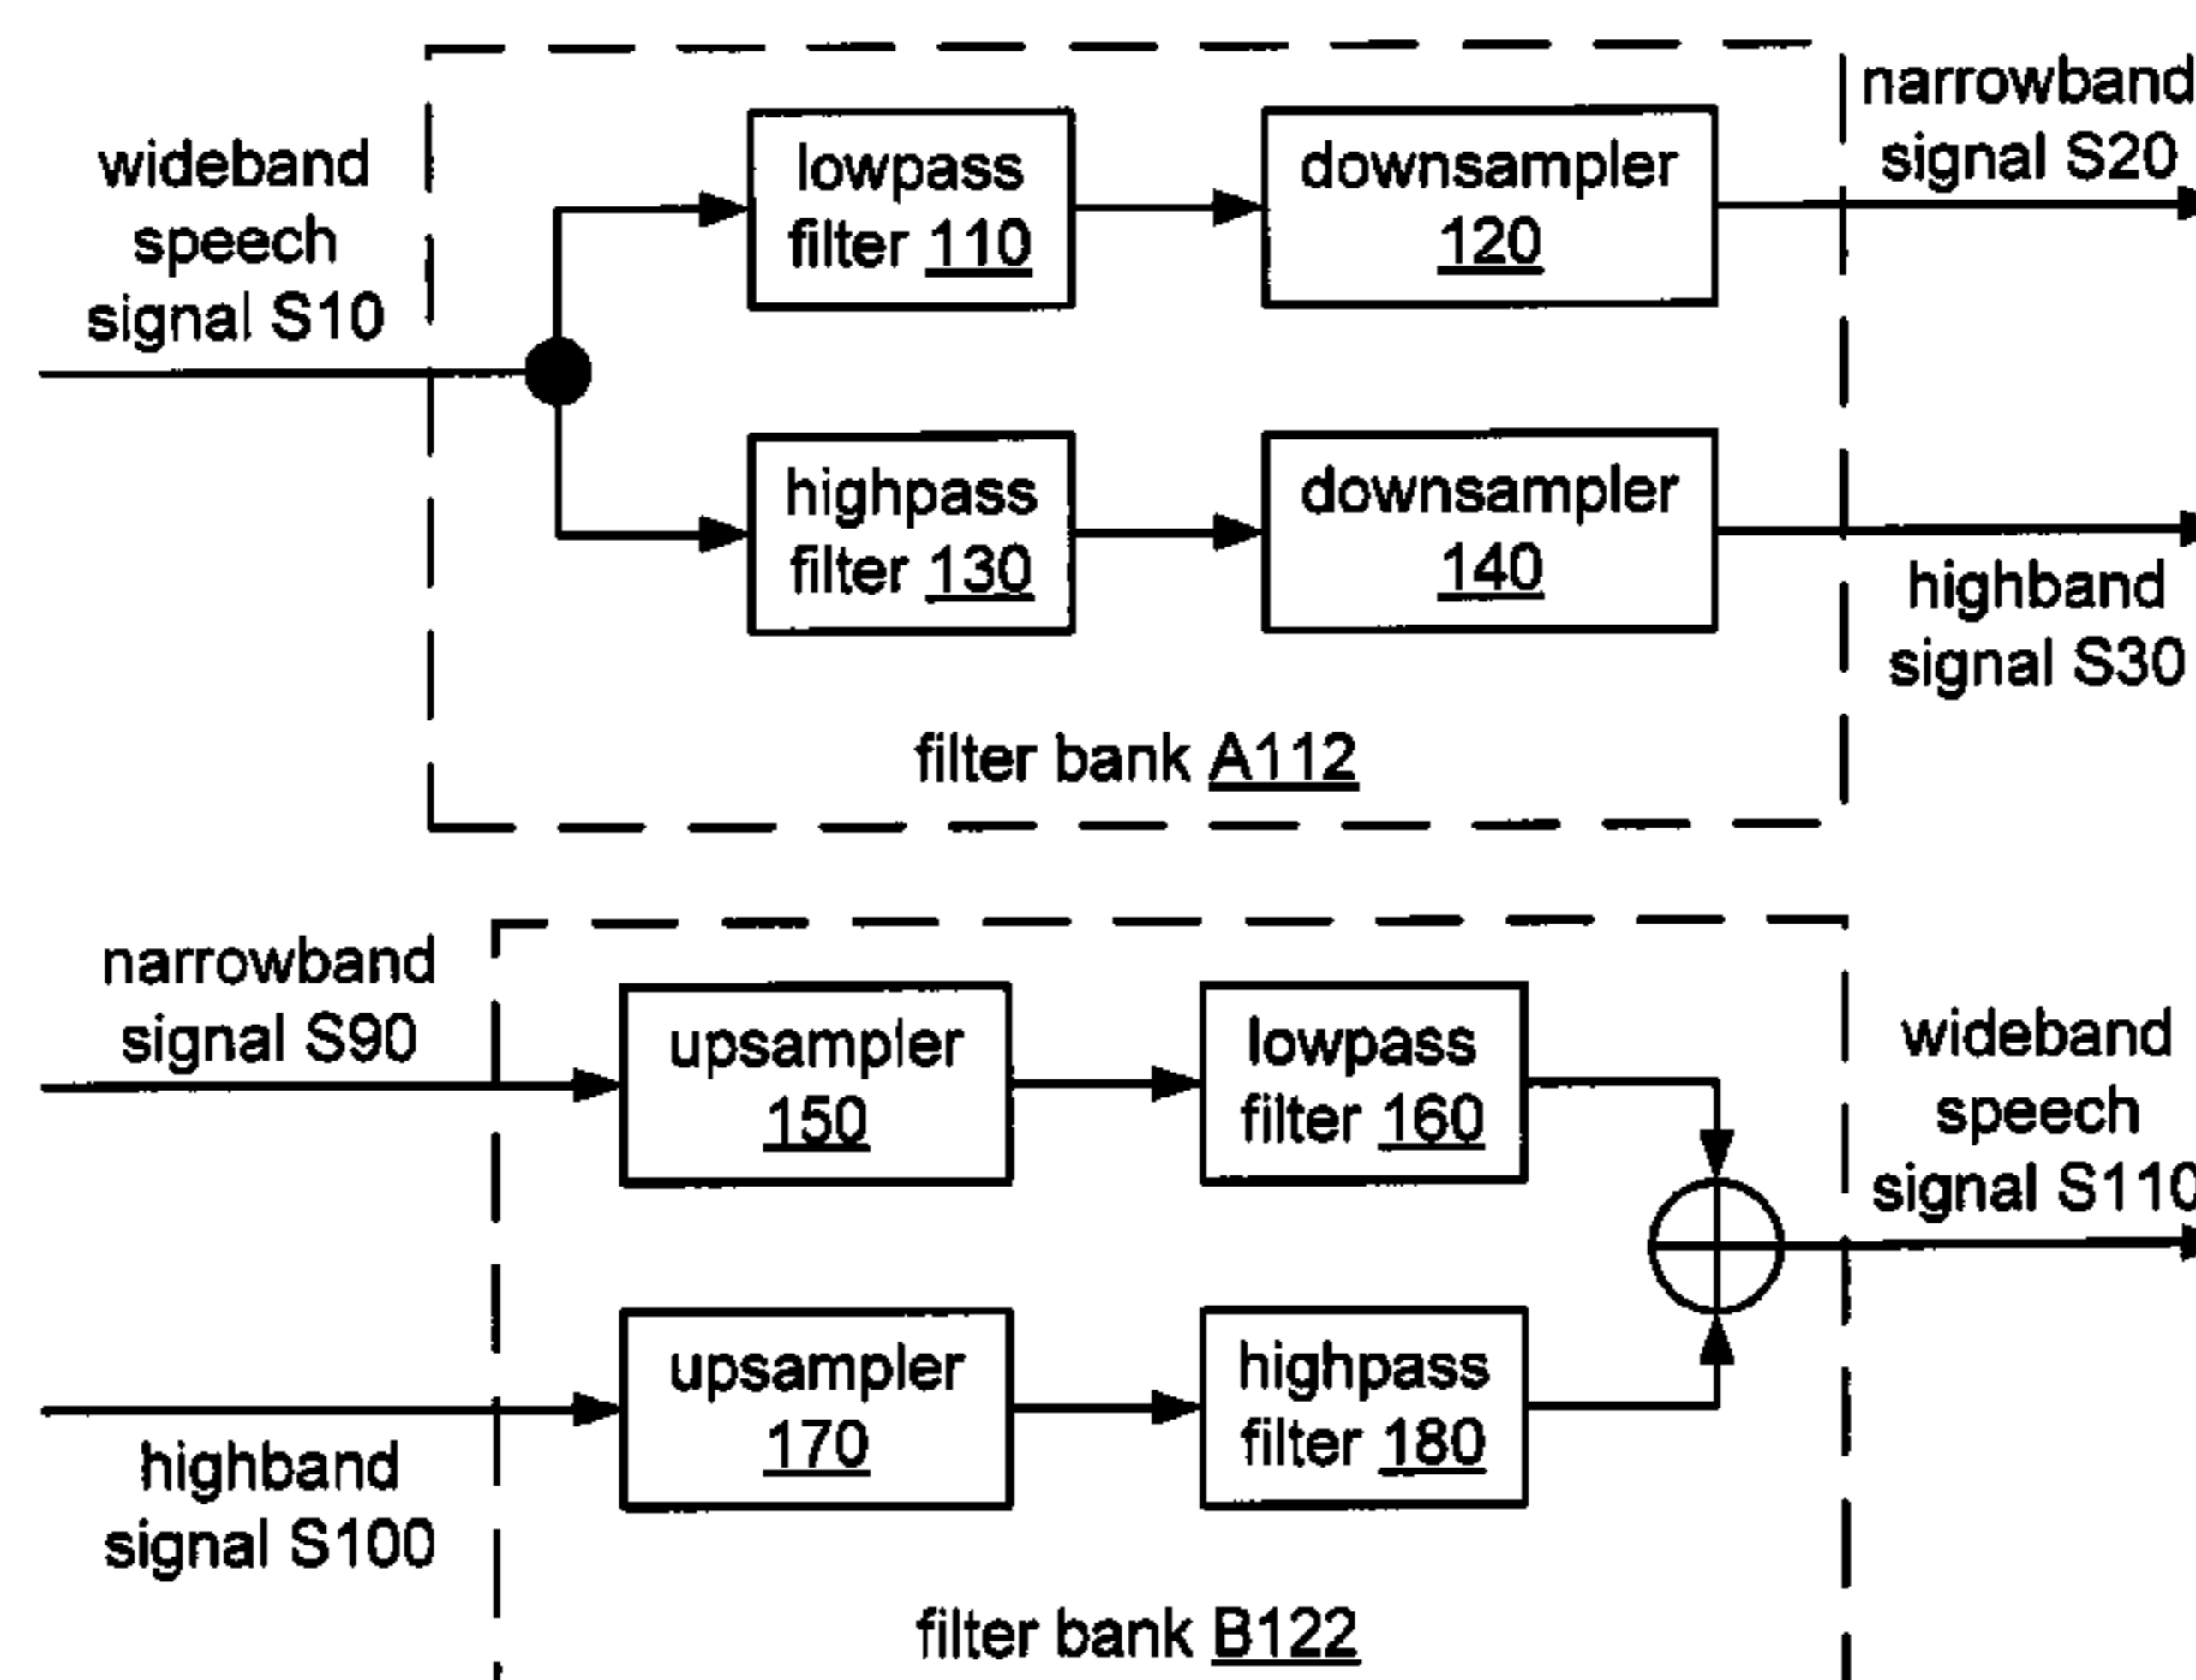 wideband
speech
signal S10
lowpass
filter 110
downsampler
120
narrowband
signal S20
highpass
filter 130
downsampler
140
highband
signal S30
filter bank A112
narrowband
signal S90
upsampler
150
lowpass
filter 160
wideband
speech
signal S110
highband
signal S100
upsampler
170
highpass
filter 180
filter bank B122